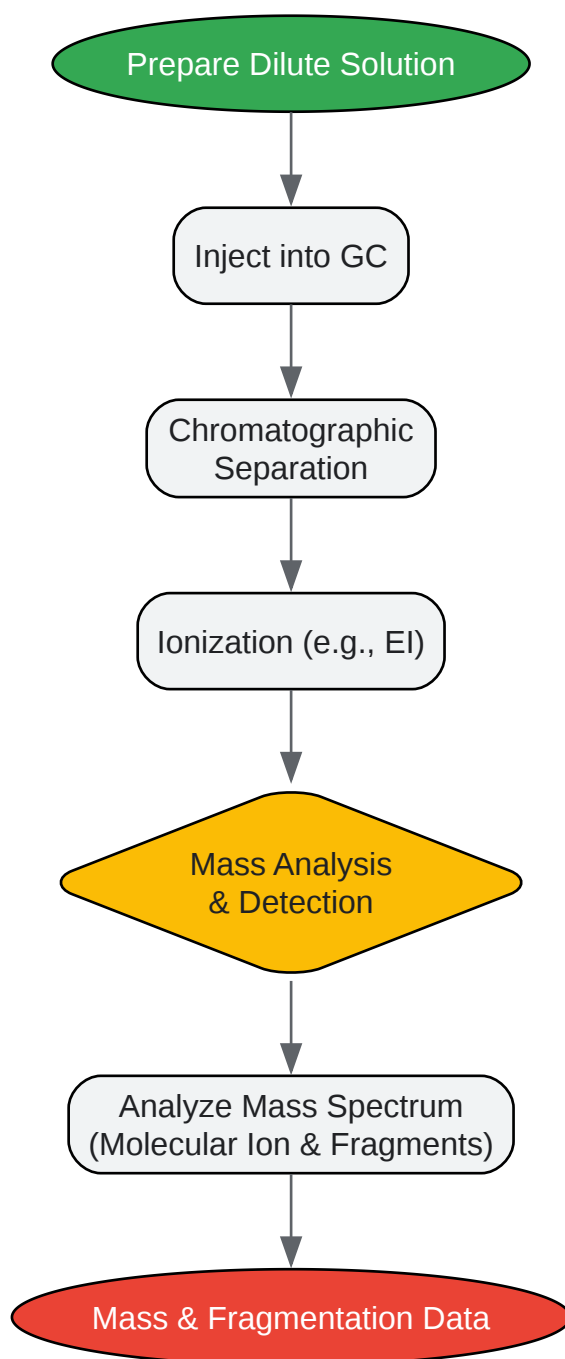 Prepare Dilute Solution
Inject into GC
Chromatographic
Separation
Ionization (e.g., EI)
Mass Analysis
& Detection
Analyze Mass Spectrum
(Molecular Ion & Fragments)
Mass & Fragmentation Data